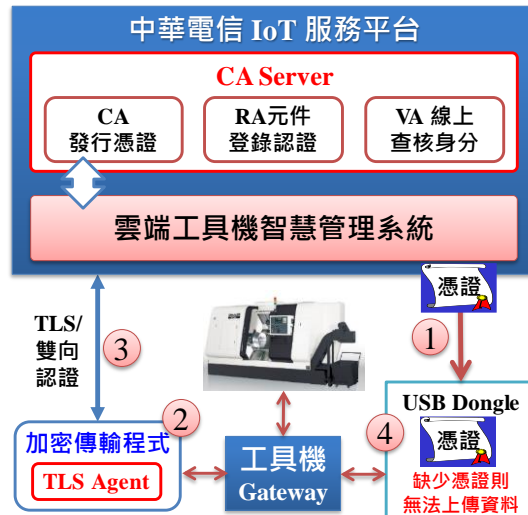 中華電信 IoT 服務平台
CA Server
CA
發行憑證
RA元件
登錄認證
VA 線上
查核身分
雲端工具機智慧管理系統
憑證
TLS/
雙向
認證
3
1
2
加密傳輸程式
TLS Agent
工具機
Gateway
4
USB Dongle
憑證
缺少憑證則
無法上傳資料